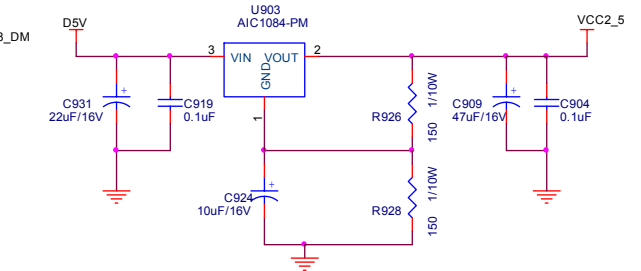 U903
AIC1084-PM
D5V
VCC2_5
3_DM
3
VIN VOUT
2
GND
1
C931
22uF/16V
C919
0.1uF
R926
150 1/10W
C909
47uF/16V
C904
0.1uF
C924
10uF/16V
R928
150 1/10W